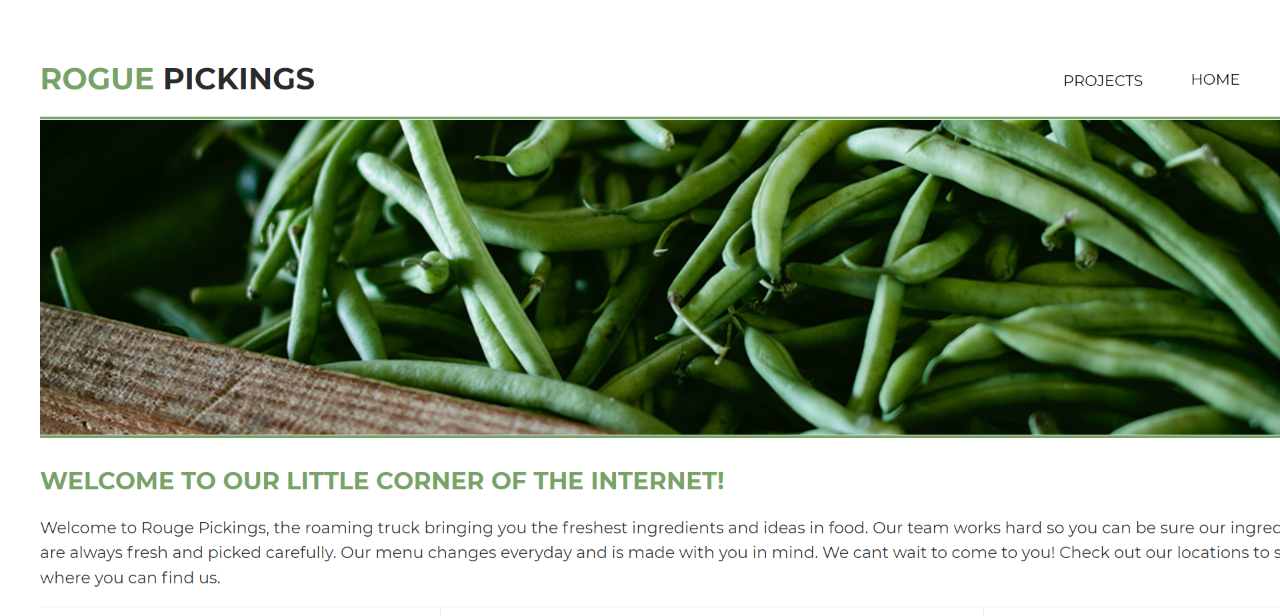 ROGUE PICKINGS
PROJECTS
HOME
WELCOME TO OUR LITTLE CORNER OF THE INTERNET!
Welcome to Rouge Pickings, the roaming truck bringing you the freshest ingredients and ideas in food. Our team works hard so you can be sure our
are always fresh and picked carefully. Our menu changes everyday and is made with you in mind. We cant wait to come to you! Check out our locations to
where you can find us.